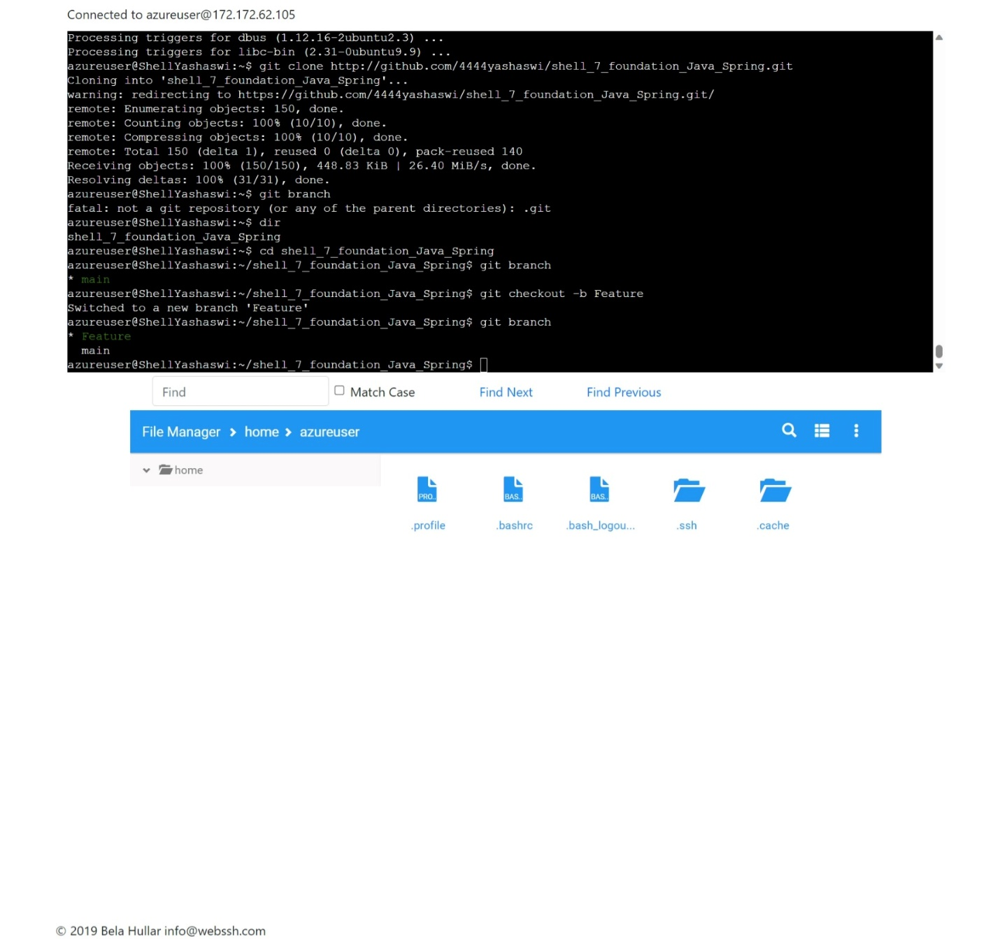 Connected to azureuser@172.172.62.105
Processing triggers for dbus (1.12.16-2ubuntu2.3) ...
Processing triggers for libc-bin (2.31-0ubuntu9.9) ...
azureuser@ShellYashaswi:~$ git clone http://github.com/4444yashaswi/shell_7_foundation_Java_Spring.git
Cloning into 'shell_7_foundation_Java_Spring'...
warning: redirecting to https://github.com/4444yashaswi/shell_7_foundation_Java_Spring.git/
remote: Enumerating objects: 150, done.
remote: Counting objects: 100% (10/10), done.
remote: Compressing objects: 100% (10/10), done.
remote: Total 150 (delta 1), reused 0 (delta 0), pack-reused 140
Receiving objects: 100% (150/150), 448.83 KiB | 26.40 MiB/s, done.
Resolving deltas: 100% (31/31), done.
azureuser@ShellYashaswi:~$ git branch
fatal: not a git repository (or any of the parent directories): .git
azureuser@ShellYashaswi:~$ dir
shell_7_foundation_Java_Spring
azureuser@ShellYashaswi:~$ cd shell_7_foundation_Java_Spring
azureuser@ShellYashaswi:~/shell_7_foundation_Java_Spring$ git branch
* main
azureuser@ShellYashaswi:~/shell_7_foundation_Java_Spring$ git checkout -b Feature
Switched to a new branch 'Feature'
azureuser@ShellYashaswi:~/shell_7_foundation_Java_Spring$ git branch
* Feature
  main
azureuser@ShellYashaswi:~/shell_7_foundation_Java_Spring$
Find Match Case Find Next Find Previous
File Manager > home > azureuser
home
PRO.. BAS.. BAS..
.profile .bashrc .bash_logou... .ssh .cache
© 2019 Bela Hullar info@webssh.com